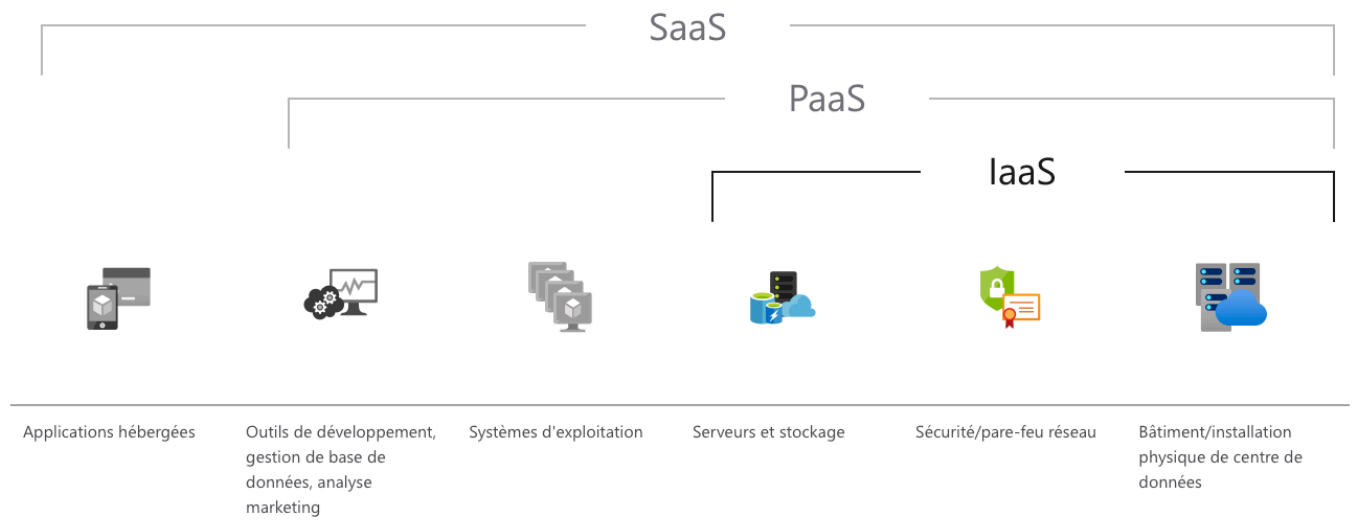 SaaS
PaaS
IaaS
Applications hébergées
Outils de développement,
gestion de base de
données, analyse
marketing
Systèmes d'exploitation
Serveurs et stockage
Sécurité/pare-feu réseau
Bâtiment/installation
physique de centre de
données